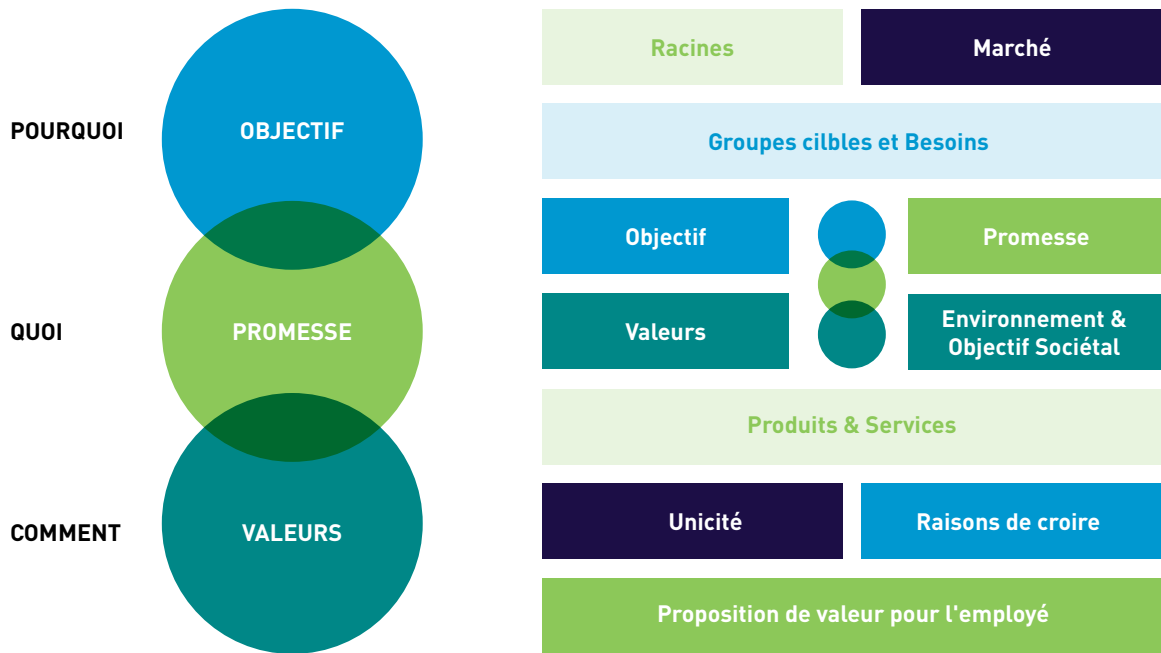 POURQUOI
OBJECTIF
QUOI
PROMESSE
COMMENT
VALEURS
Racines
Marché
Groupes cilbles et Besoins
Objectif
Promesse
Valeurs
Environnement &
Objectif Sociétal
Produits & Services
Unicité
Raisons de croire
Proposition de valeur pour l'employé